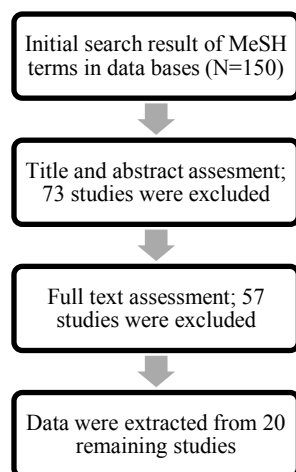 Initial search result of MeSH
terms in data bases (N=150)
Title and abstract assesment;
73 studies were excluded
Full text assessment; 57
studies were excluded
Data were extracted from 20
remaining studies